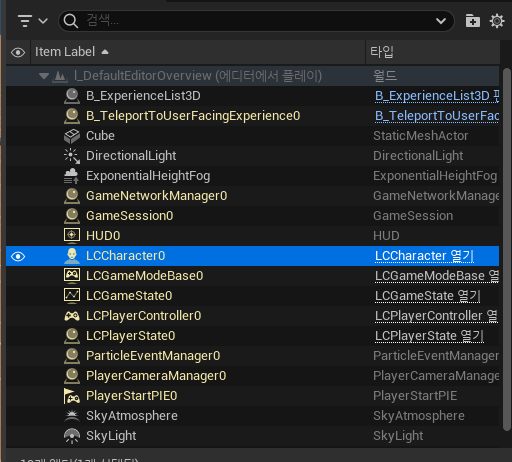 검색...
Item Label 타입
l_DefaultEditorOverview (에디터에서 플레이) 월드
B_ExperienceList3D B_ExperienceList3D
B_TeleportToUserFacingExperience0 B_TeleportToUserFac
Cube StaticMeshActor
DirectionalLight DirectionalLight
ExponentialHeightFog ExponentialHeightFog
GameNetworkManager0 GameNetworkManager
GameSession0 GameSession
HUD0 HUD
LCCharacter0 LCCharacter 열기
LCGameModeBase0 LCGameModeBase 열
LCGameState0 LCGameState 열기
LCPlayerController0 LCPlayerController 열
LCPlayerState0 LCPlayerState 열기
ParticleEventManager0 ParticleEventManager
PlayerCameraManager0 PlayerCameraManager
PlayerStartPIE0 PlayerStartPIE
SkyAtmosphere SkyAtmosphere
SkyLight SkyLight